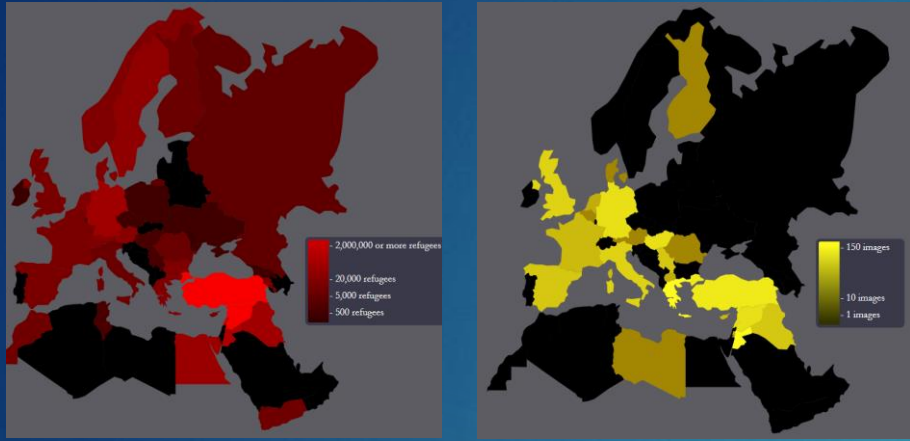 - 2,000,000 or more refugees
- 20,000 refugees
- 5,000 refugees
- 500 refugees
- 150 images
- 10 images
- 1 images